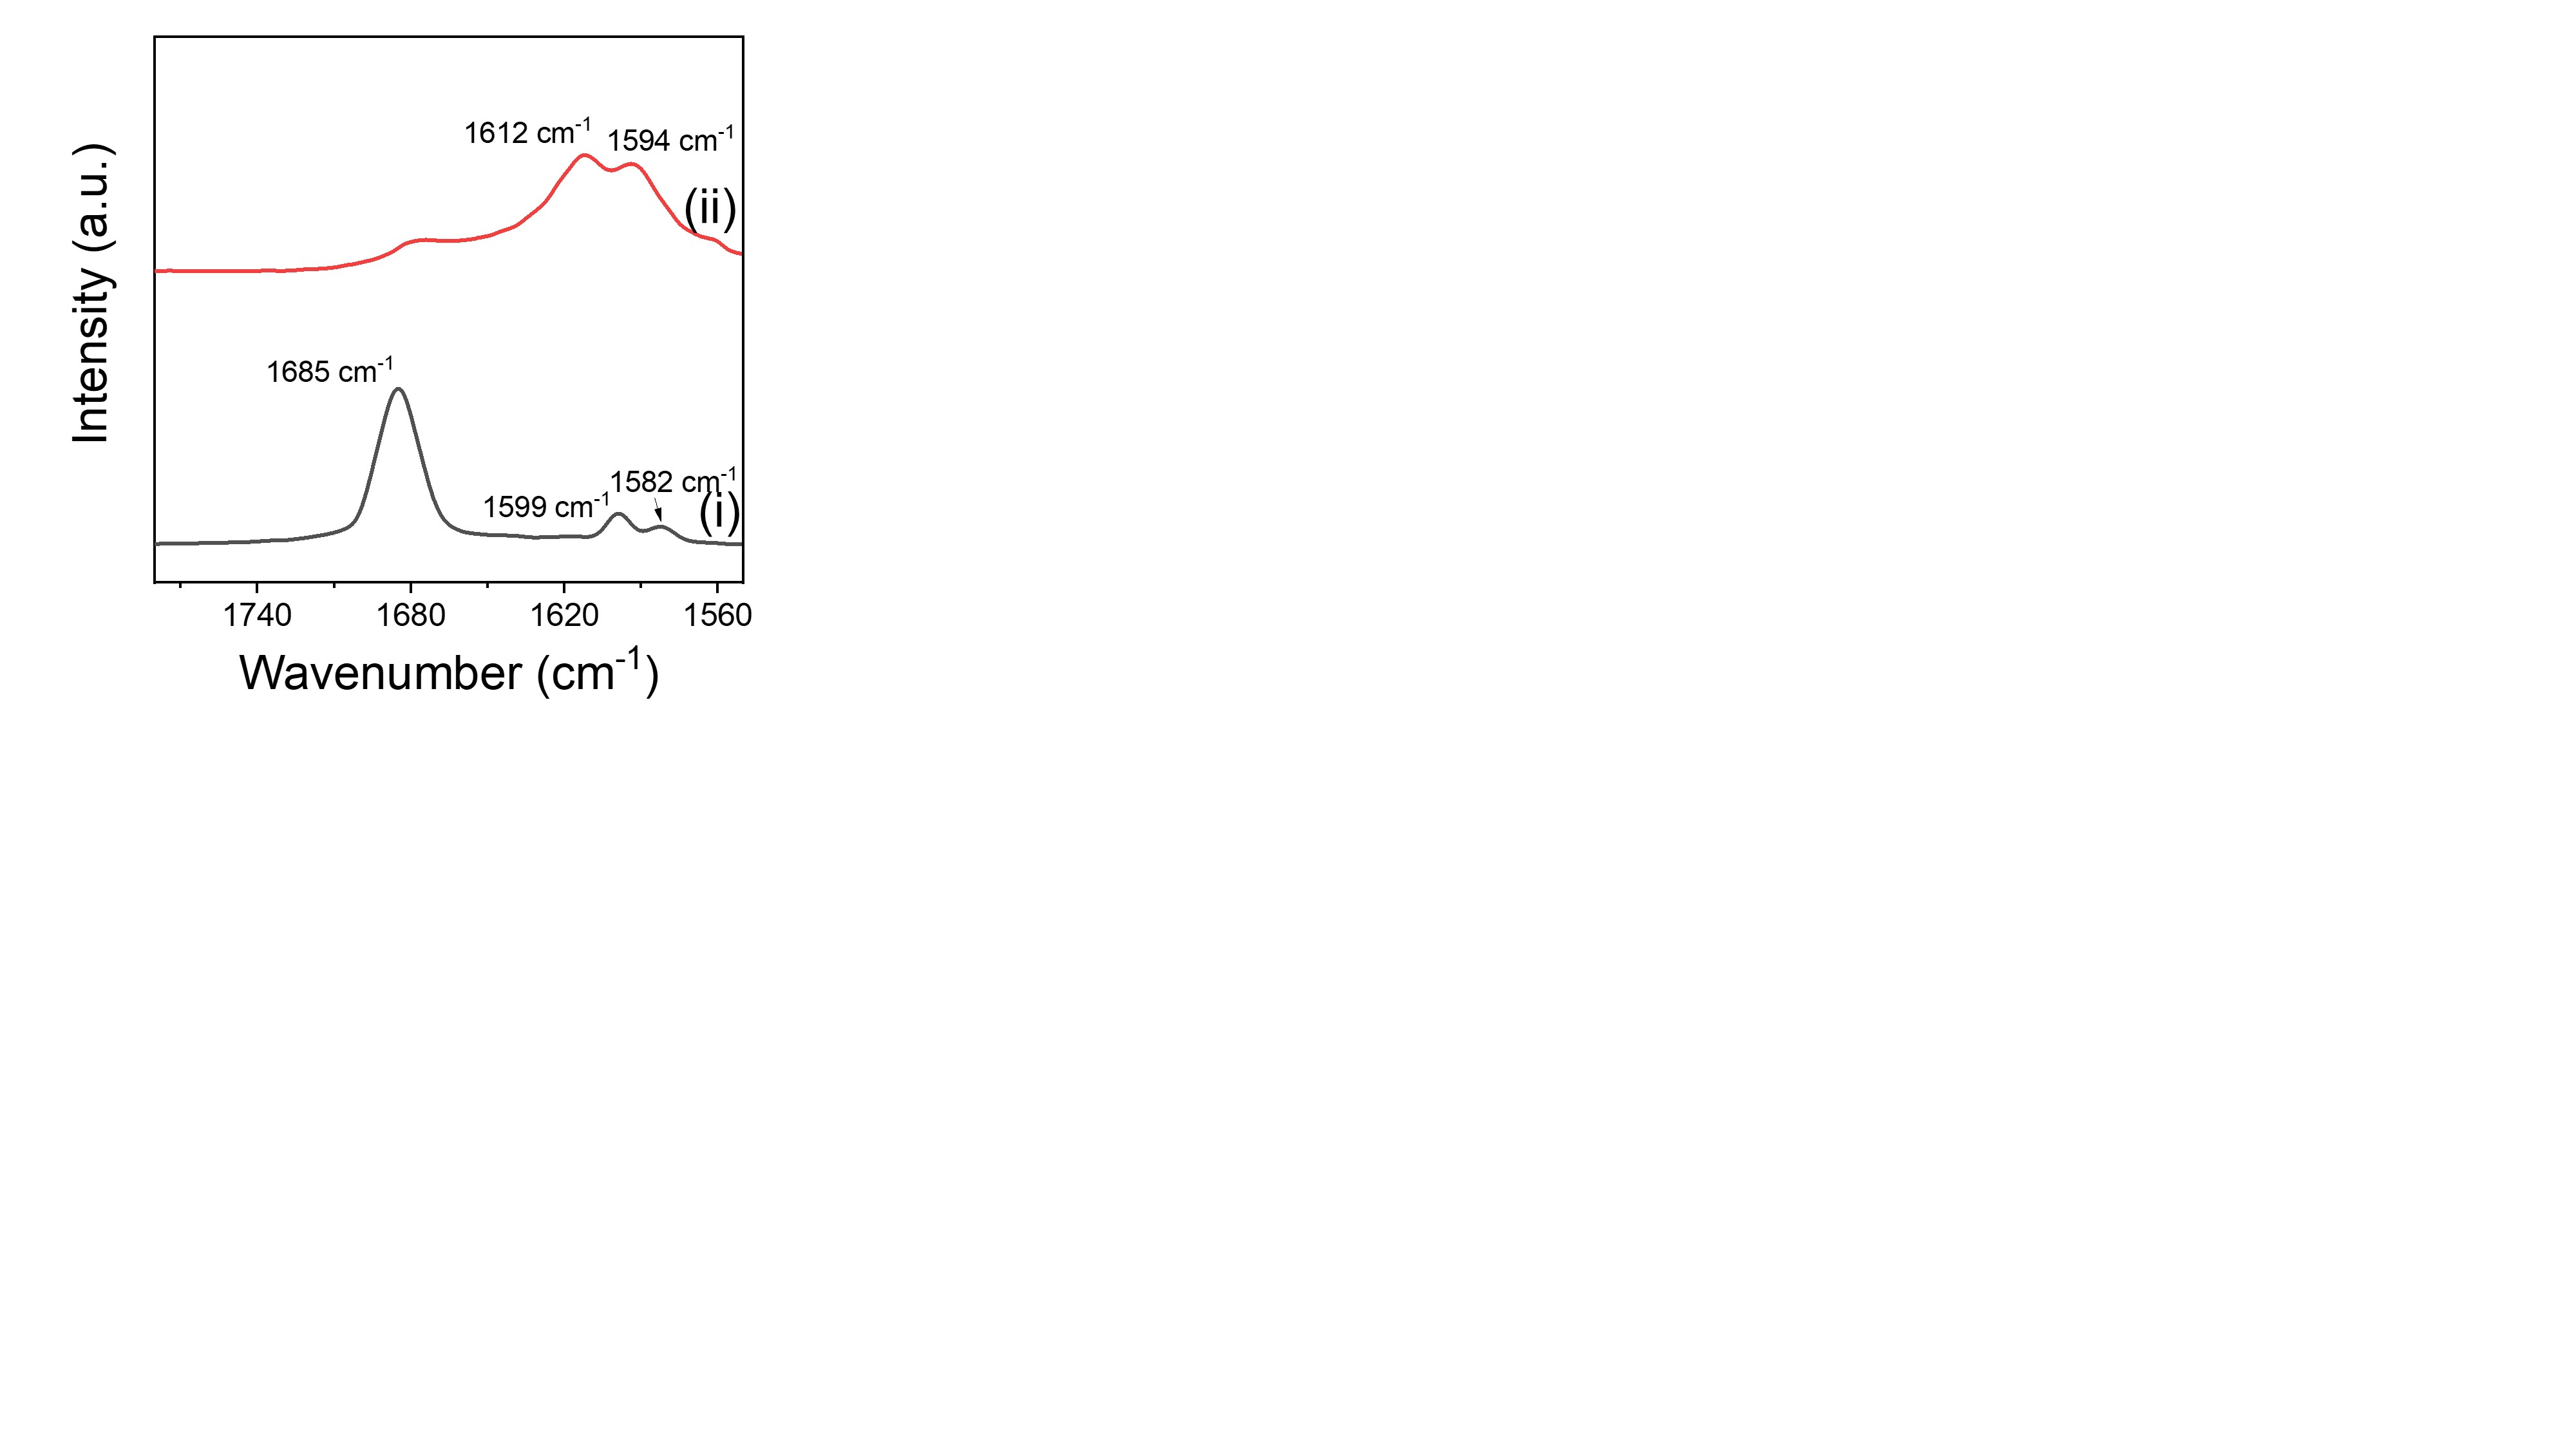 1612 cm-1
1594 cm-1
(ii)
1685 cm-1
1582 cm-1
1599 cm-1
(i)
Intensity (a.u.)
1740 1680 1620 1560
Wavenumber (cm-1)